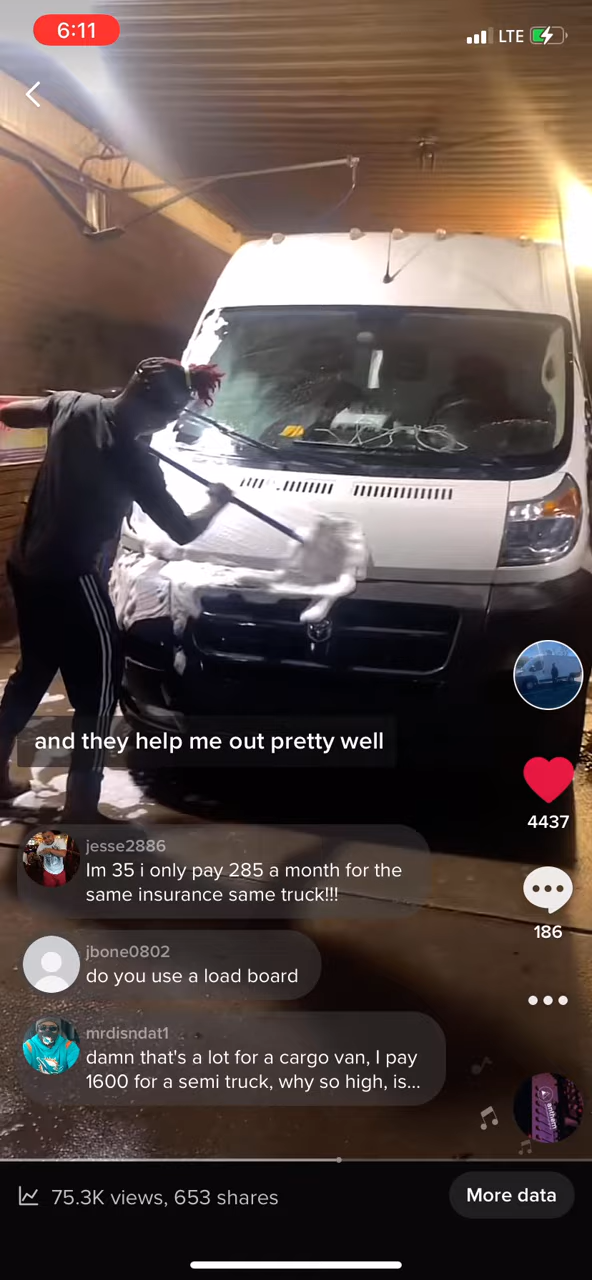 6:11
LTE
and they help me out pretty well
4437
jesse2886
Im 35 i only pay 285 a month for the
same insurance same truck!!!
186
jbone0802
do you use a load board
mrdisndat1
damn that's a lot for a cargo van, I pay
1600 for a semi truck, why so high, is...
anthem
75.3K views, 653 shares
More data